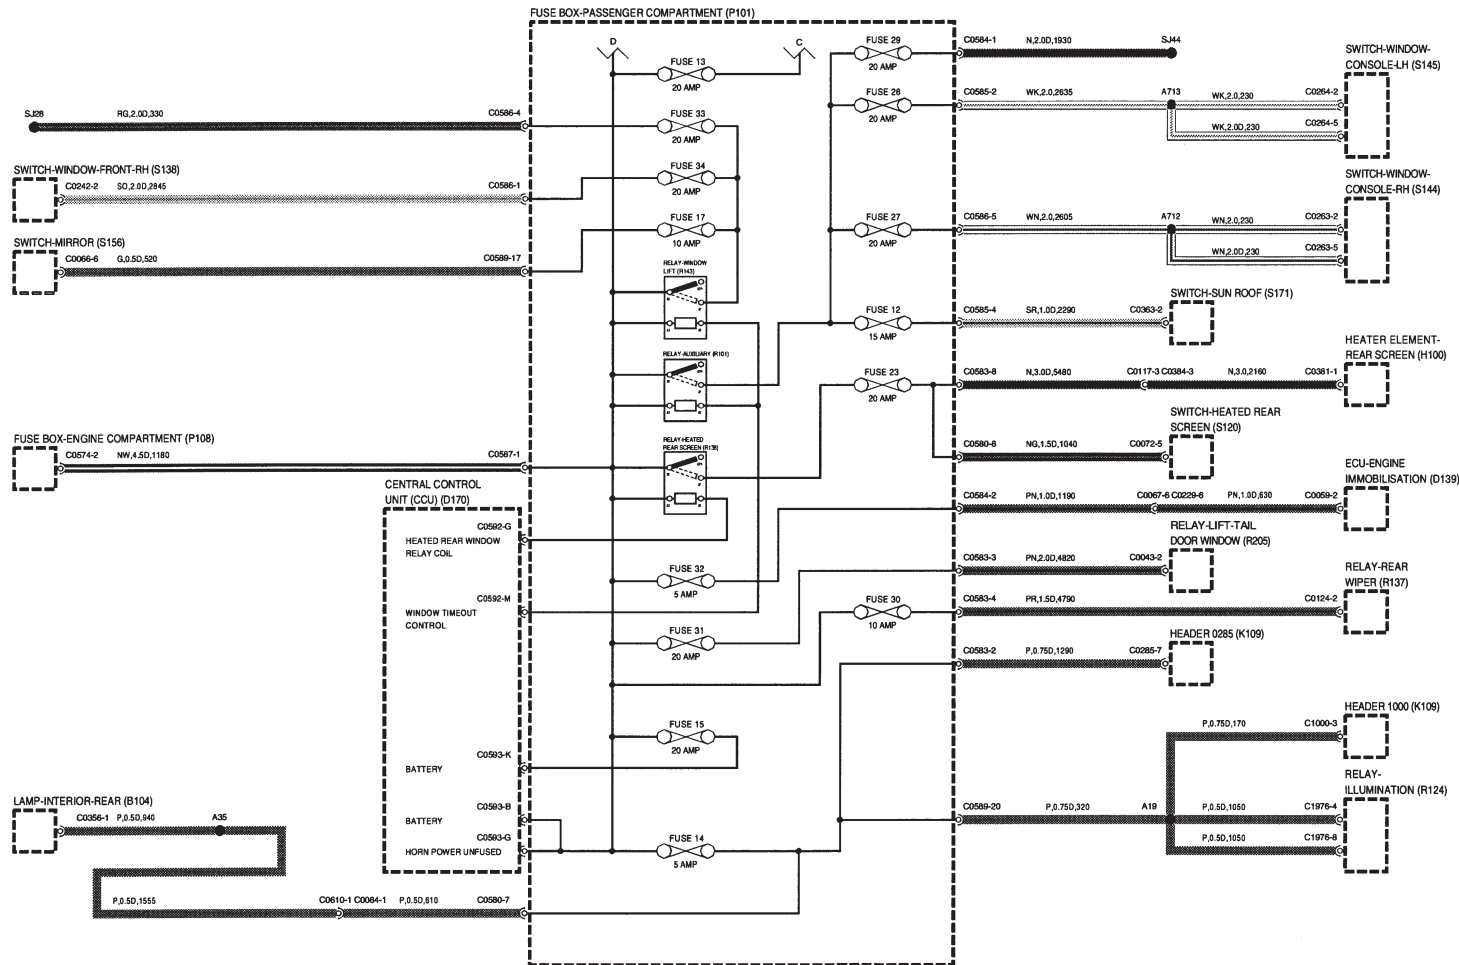 FUSE BOX-PASSENGER COMPARTMENT (P101)
D
C
FUSE 13
20 AMP
FUSE 33
20 AMP
FUSE 34
20 AMP
FUSE 17
10 AMP
RELAY-WINDOW
LIFT (R143)
RELAY-AUXILIARY (R101)
RELAY-HEATED
REAR SCREEN (R138)
FUSE 32
5 AMP
FUSE 31
20 AMP
FUSE 15
20 AMP
FUSE 14
5 AMP
FUSE 29
20 AMP
FUSE 26
20 AMP
FUSE 27
20 AMP
FUSE 12
15 AMP
FUSE 23
20 AMP
FUSE 30
10 AMP
SJ28
RG,2.0D,330
C0586-4
SWITCH-WINDOW-FRONT-RH (S138)
C0242-2
SO,2.0D,2845
C0586-1
SWITCH-MIRROR (S156)
C0066-6
G,0.5D,520
C0589-17
FUSE BOX-ENGINE COMPARTMENT (P108)
C0574-2
NW,4.5D,1180
C0587-1
CENTRAL CONTROL
UNIT (CCU) (D170)
C0592-G
HEATED REAR WINDOW
RELAY COIL
C0592-M
WINDOW TIMEOUT
CONTROL
C0593-K
BATTERY
C0593-B
BATTERY
C0593-G
HORN POWER UNFUSED
LAMP-INTERIOR-REAR (B104)
C0356-1
P,0.5D,940
A35
P,0.5D,1555
C0610-1 C0084-1
P,0.5D,610
C0580-7
C0584-1
N,2.0D,1930
SJ44
SWITCH-WINDOW-
CONSOLE-LH (S145)
C0585-2
WK,2.0,2635
A713
WK,2.0,230
C0264-2
WK,2.0D,230
C0264-5
SWITCH-WINDOW-
CONSOLE-RH (S144)
C0586-5
WN,2.0,2605
A712
WN,2.0,230
C0263-2
WN,2.0D,230
C0263-5
SWITCH-SUN ROOF (S171)
C0585-4
SR,1.0D,2290
C0363-2
HEATER ELEMENT-
REAR SCREEN (H100)
C0583-8
N,3.0D,5480
C0117-3 C0384-3
N,3.0,2160
C0381-1
SWITCH-HEATED REAR
SCREEN (S120)
C0580-8
NG,1.5D,1040
C0072-5
ECU-ENGINE
IMMOBILISATION (D139)
C0584-2
PN,1.0D,1190
C0067-6 C0229-6
PN,1.0D,630
C0059-2
RELAY-LIFT-TAIL
DOOR WINDOW (R205)
C0583-3
PN,2.0D,4820
C0043-2
RELAY-REAR
WIPER (R137)
C0583-4
PR,1.5D,4790
C0124-2
HEADER 0285 (K109)
C0583-2
P,0.75D,1290
C0285-7
HEADER 1000 (K109)
P,0.75D,170
C1000-3
RELAY-
ILLUMINATION (R124)
C0589-20
P,0.75D,320
A19
P,0.5D,1050
C1976-4
P,0.5D,1050
C1976-8